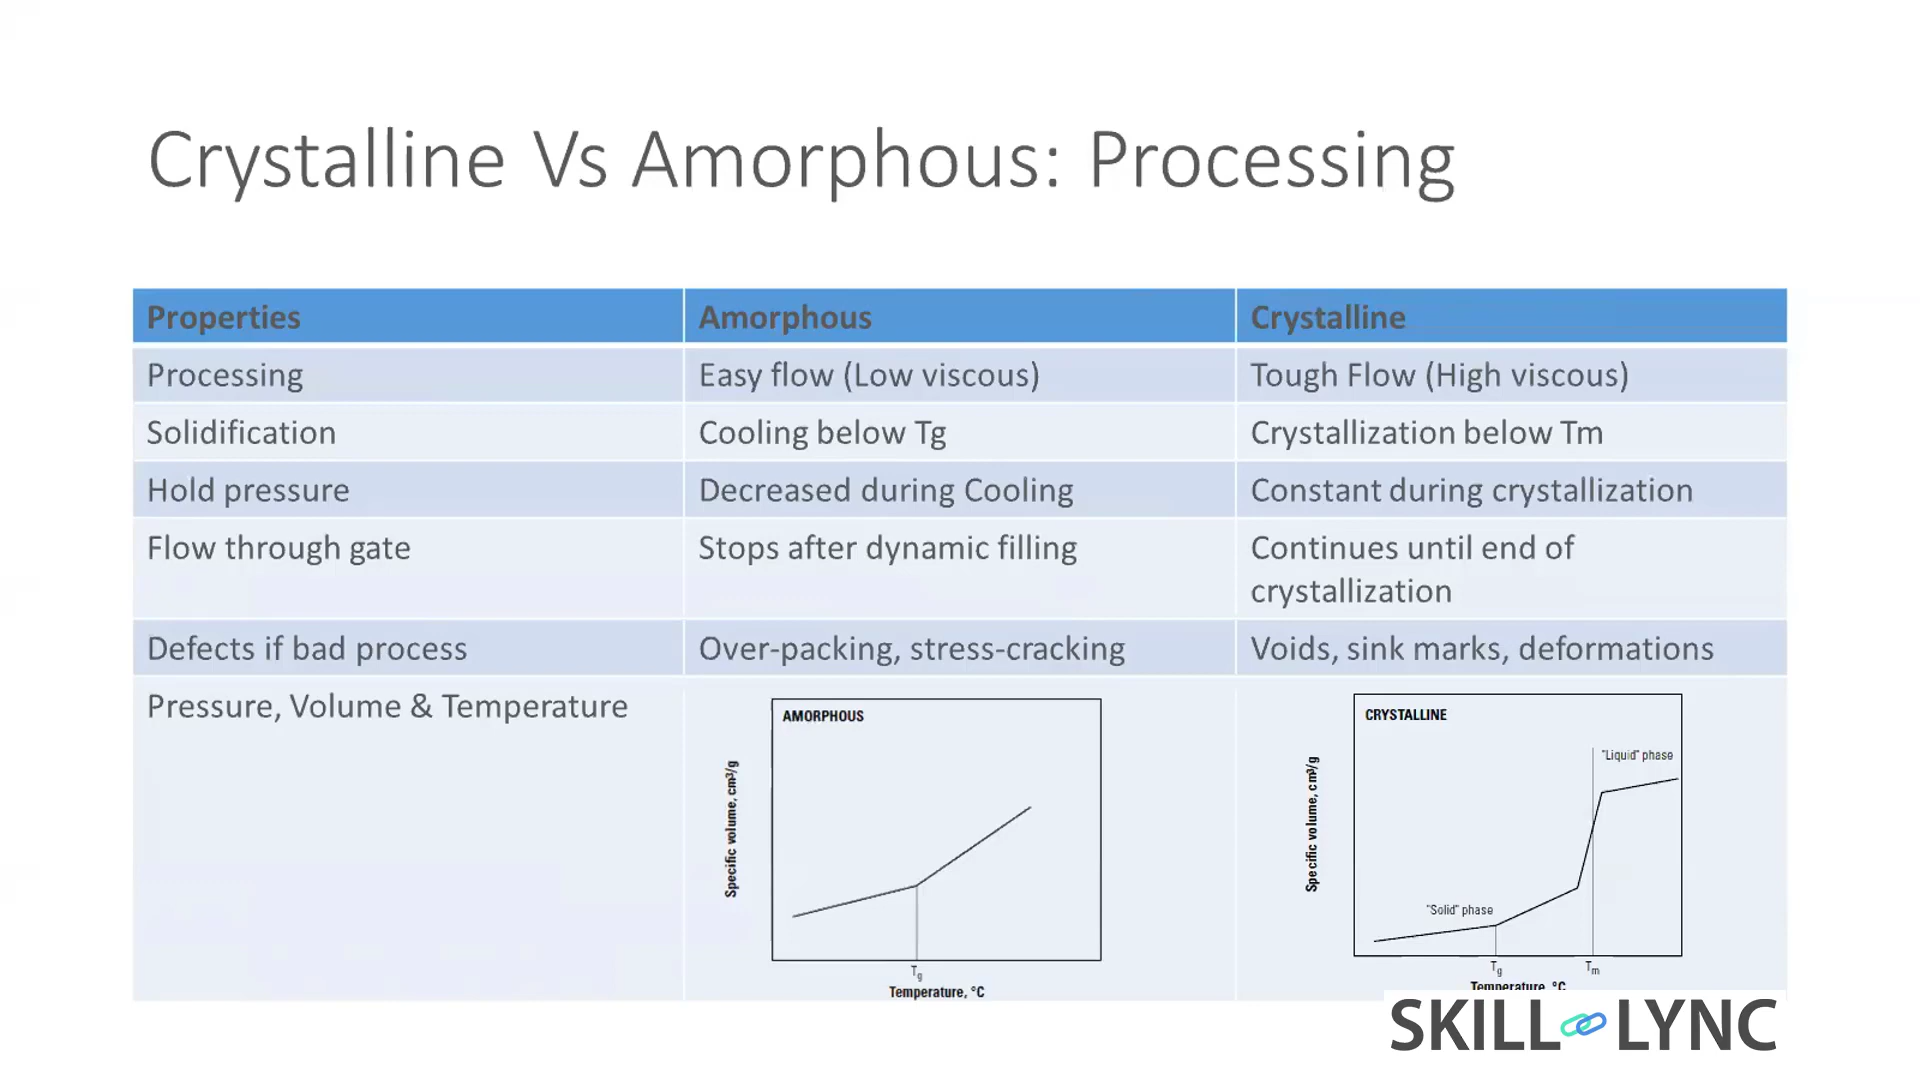 Crystalline Vs Amorphous: Processing
Properties
Amorphous
Crystalline
Processing
Easy flow (Low viscous)
Tough Flow (High viscous)
Solidification
Cooling below Tg
Crystallization below Tm
Hold pressure
Decreased during Cooling
Constant during crystallization
Flow through gate
Stops after dynamic filling
Continues until end of
crystallization
Defects if bad process
Over-packing, stress-cracking
Voids, sink marks, deformations
Pressure, Volume & Temperature
AMORPHOUS
Specific volume, cm³/g
Tg
Temperature, °C
CRYSTALLINE
Specific volume, cm³/g
"Liquid" phase
"Solid" phase
Tg
Tm
Temperature, °C
SKILL LYNC